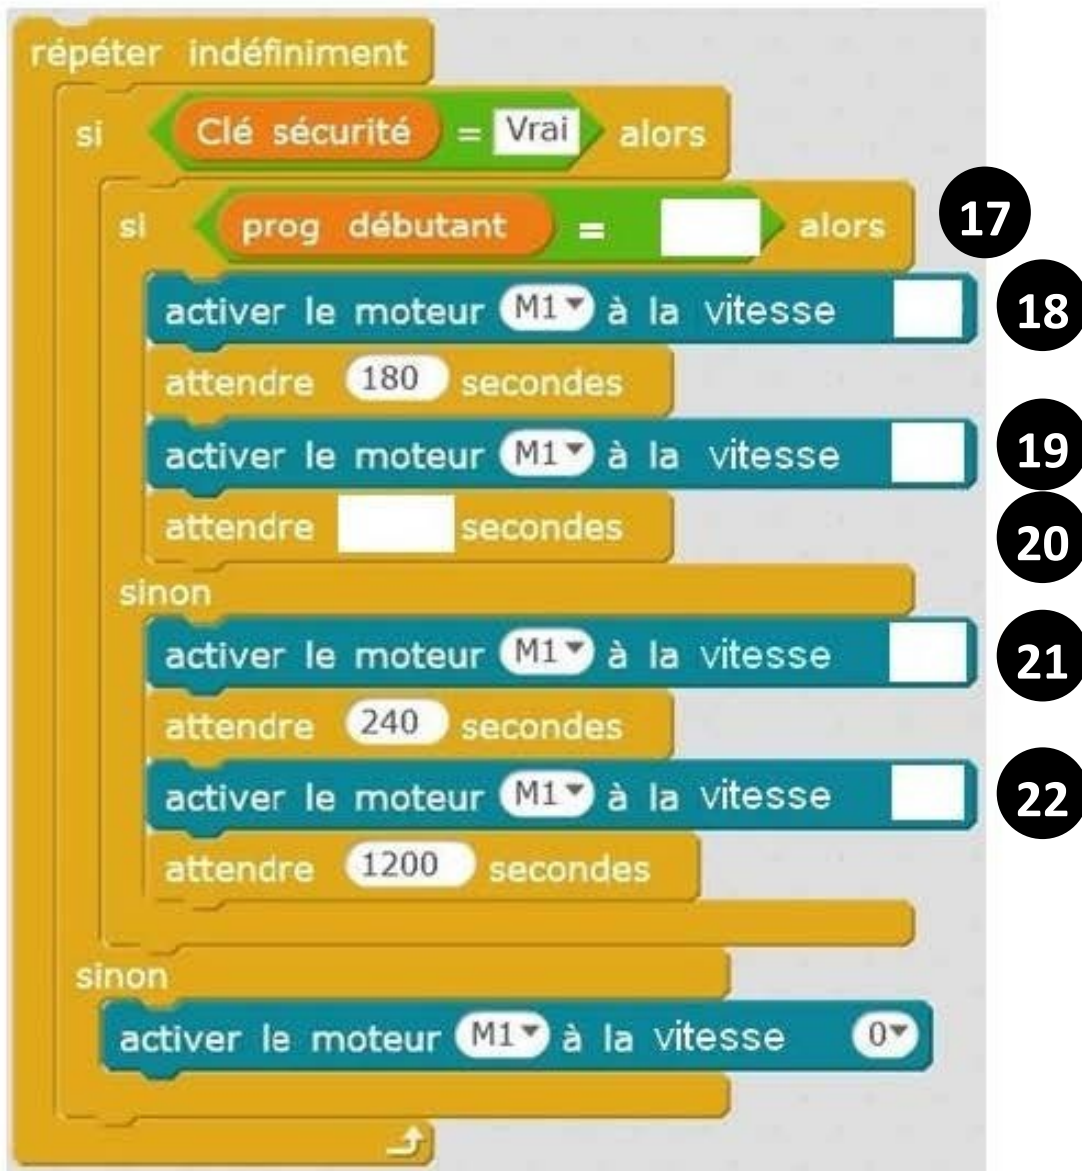 répéter indéfiniment
si Clé sécurité = Vrai alors
si prog débutant = alors 17
activer le moteur M1 à la vitesse 18
attendre 180 secondes
activer le moteur M1 à la vitesse 19
attendre secondes 20
sinon
activer le moteur M1 à la vitesse 21
attendre 240 secondes
activer le moteur M1 à la vitesse 22
attendre 1200 secondes
sinon
activer le moteur M1 à la vitesse 0